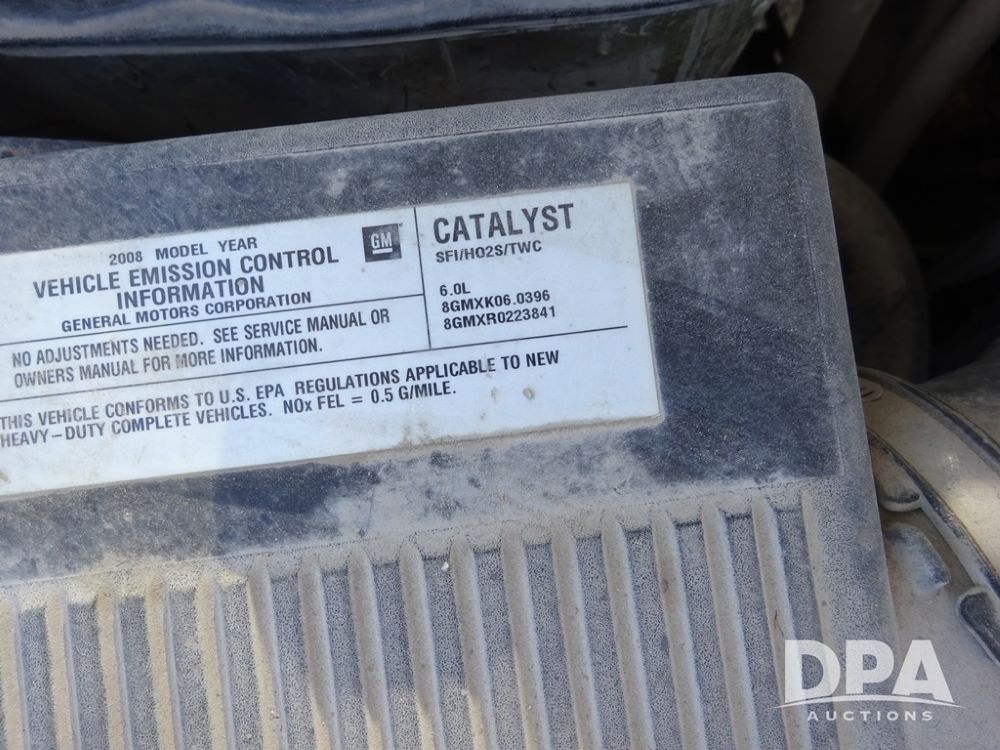 2008 MODEL YEAR
VEHICLE EMISSION CONTROL
INFORMATION
GENERAL MOTORS CORPORATION
GM
CATALYST
SFI/HO2S/TWC
6.0L
8GMXK06.0396
8GMXR0223841
NO ADJUSTMENTS NEEDED. SEE SERVICE MANUAL OR
OWNERS MANUAL FOR MORE INFORMATION.
THIS VEHICLE CONFORMS TO U.S. EPA REGULATIONS APPLICABLE TO NEW
HEAVY-DUTY COMPLETE VEHICLES. NOx FEL = 0.5 G/MILE.
DPA
AUCTIONS